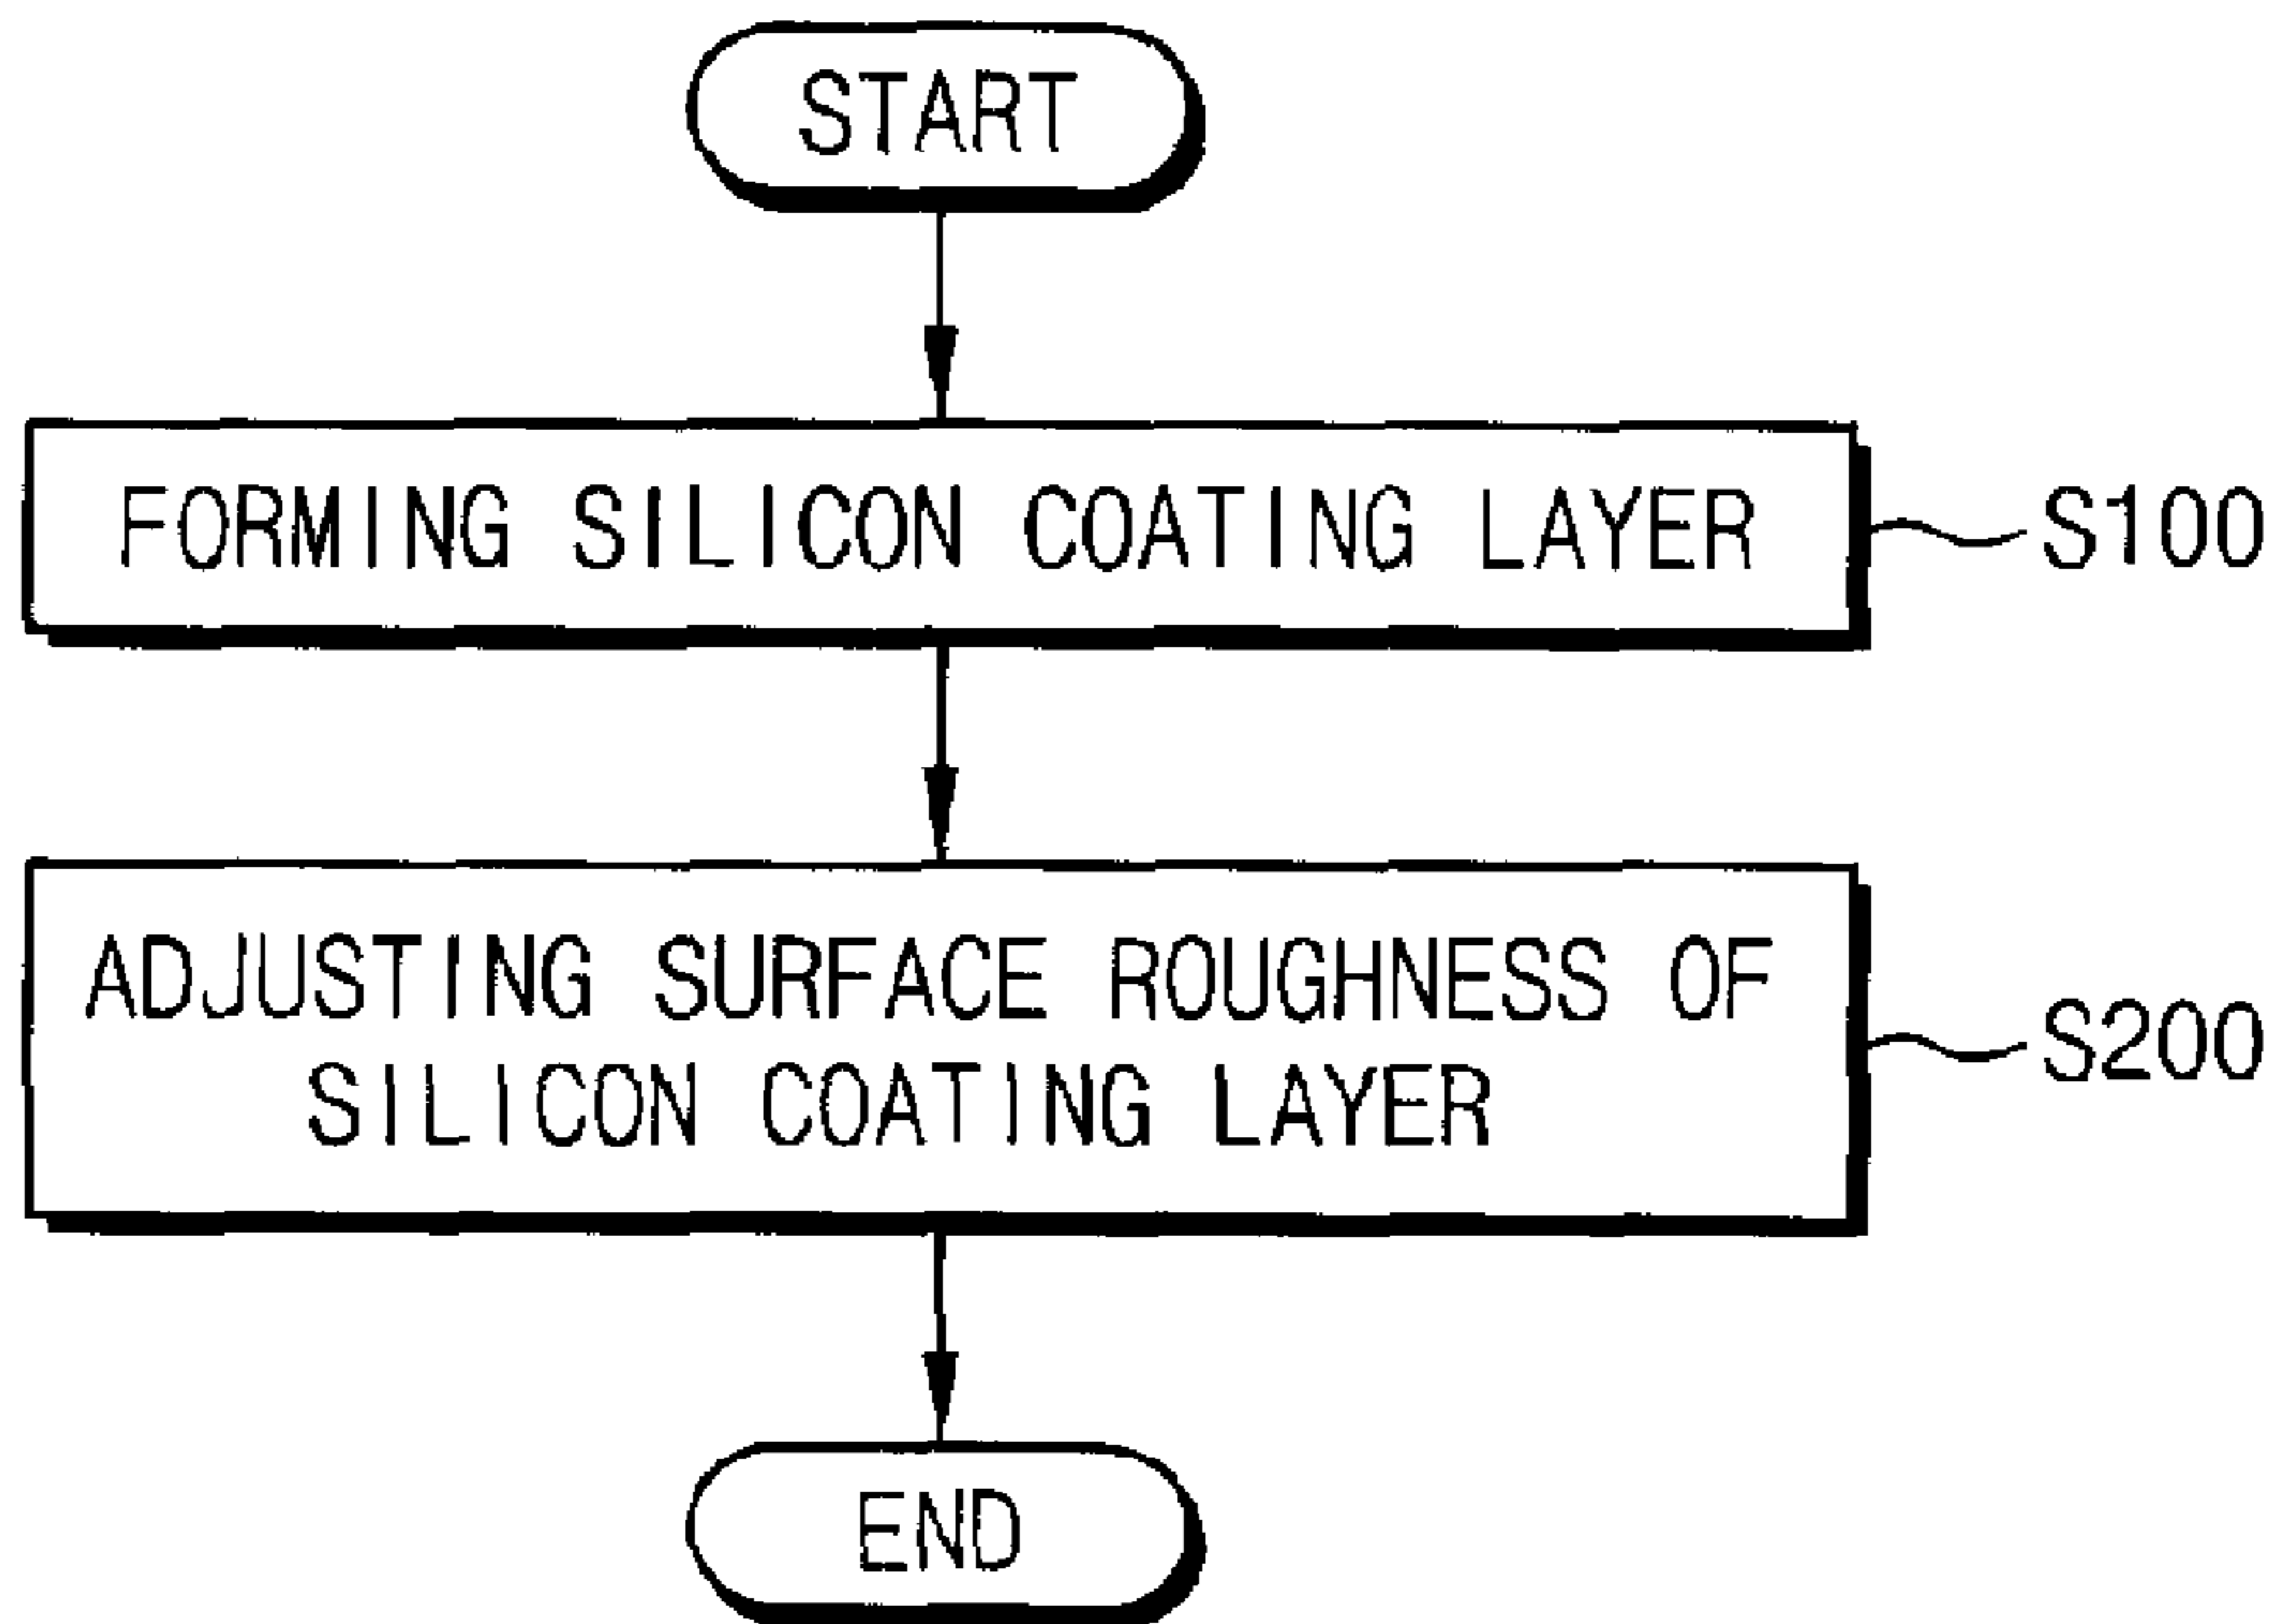 START
FORMING SILICON COATING LAYER
S100
ADJUSTING SURFACE ROUGHNESS OF
SILICON COATING LAYER
S200
END